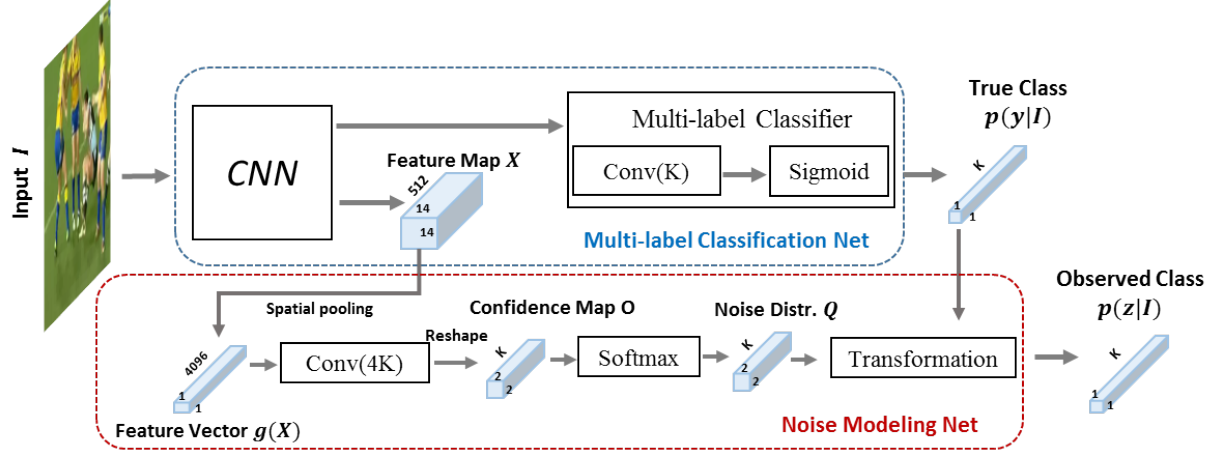 Input I
CNN
Feature Map X
512
14
14
Multi-label Classifier
Conv(K)
Sigmoid
Multi-label Classification Net
True Class
p(y|I)
K
1
1
Spatial pooling
4096
1
1
Feature Vector g(X)
Conv(4K)
Reshape
Confidence Map O
K
2
2
Softmax
Noise Distr. Q
K
2
2
Transformation
Noise Modeling Net
Observed Class
p(z|I)
K
1
1